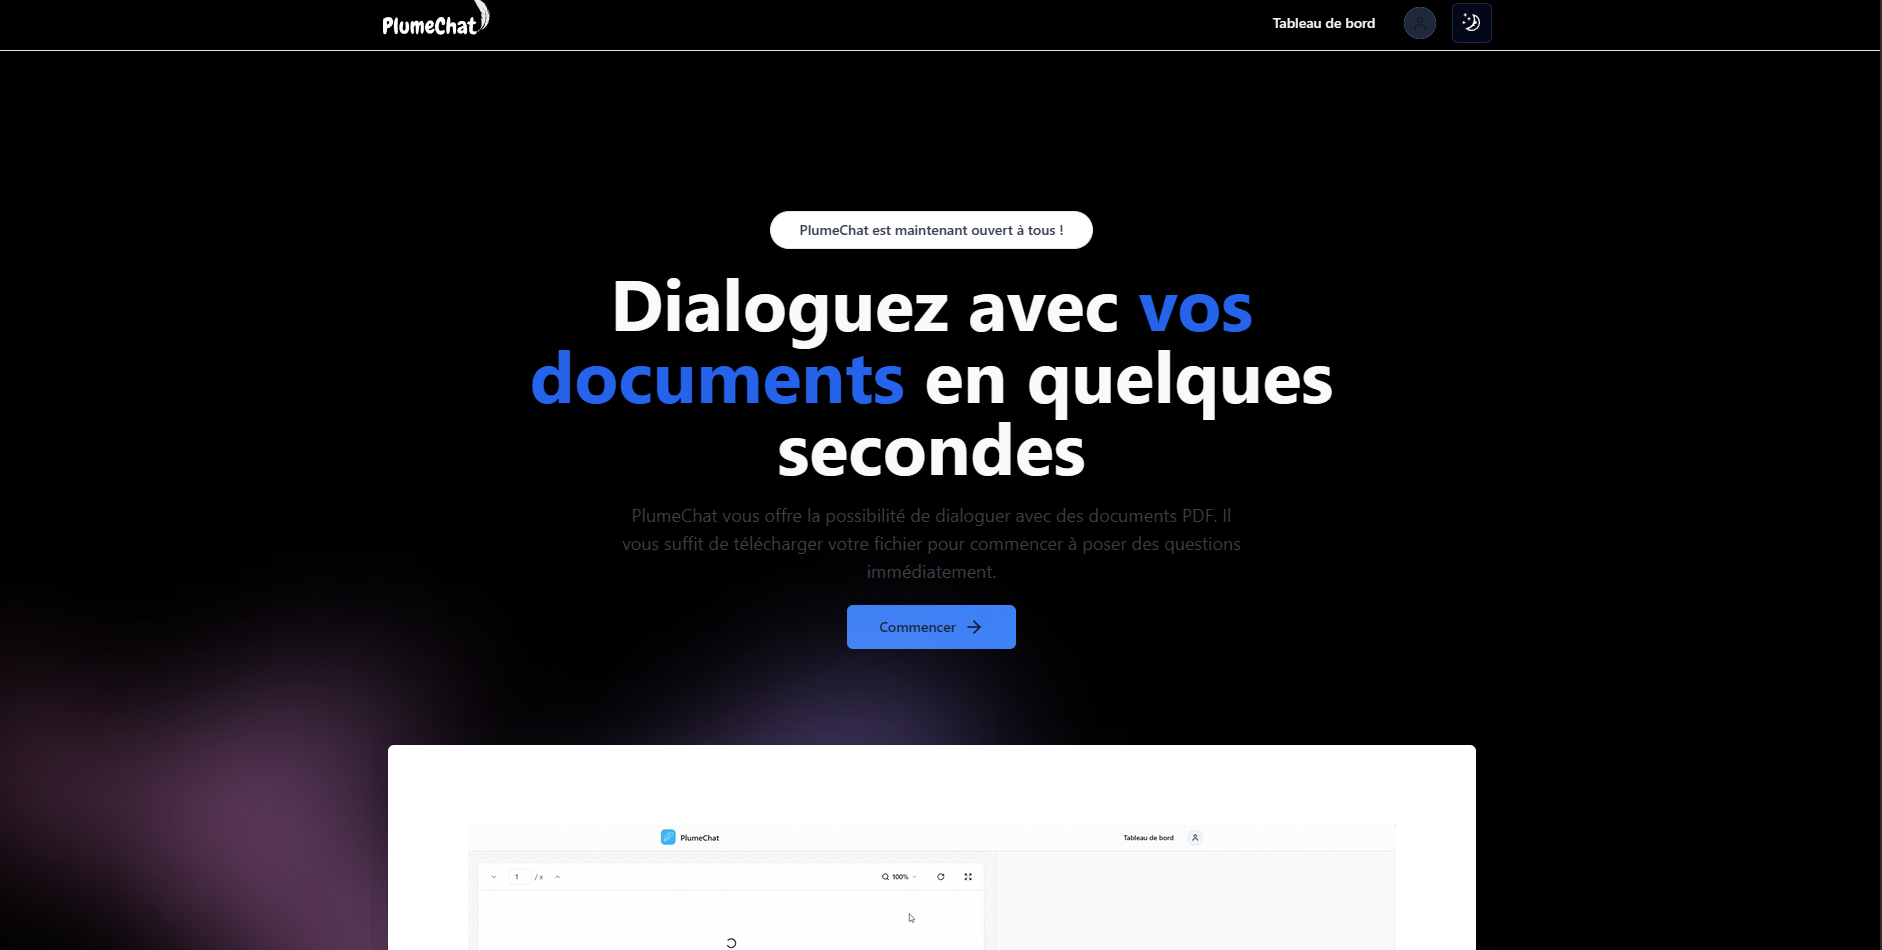 PlumeChat
Tableau de bord
PlumeChat est maintenant ouvert à tous !
Dialoguez avec vos
documents en quelques
secondes
PlumeChat vous offre la possibilité de dialoguer avec des documents PDF. Il
vous suffit de télécharger votre fichier pour commencer à poser des questions
immédiatement.
Commencer
PlumeChat
Tableau de bord
1 / x
100%